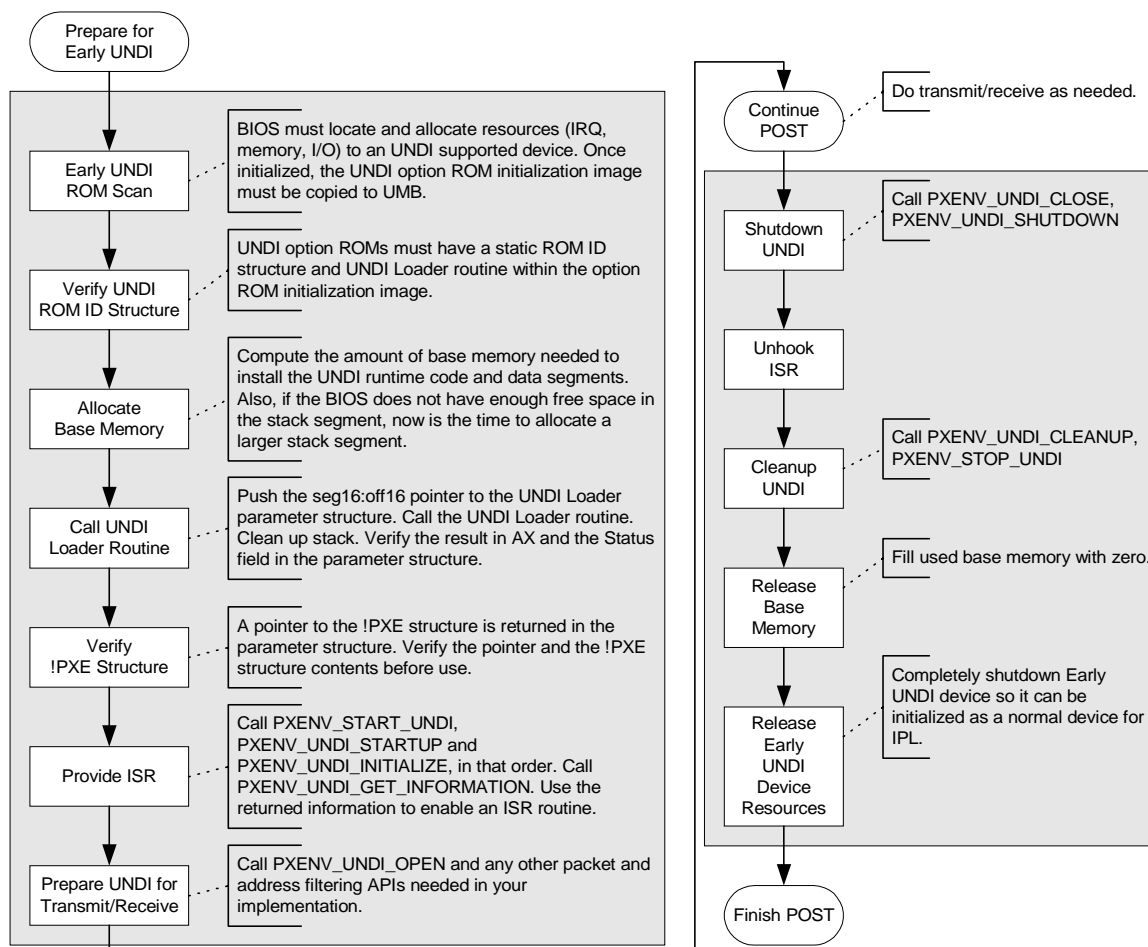 Prepare for
Early UNDI
Early UNDI
ROM Scan
BIOS must locate and allocate resources (IRQ,
memory, I/O) to an UNDI supported device. Once
initialized, the UNDI option ROM initialization image
must be copied to UMB.
Verify UNDI
ROM ID Structure
UNDI option ROMs must have a static ROM ID
structure and UNDI Loader routine within the option
ROM initialization image.
Allocate
Base Memory
Compute the amount of base memory needed to
install the UNDI runtime code and data segments.
Also, if the BIOS does not have enough free space in
the stack segment, now is the time to allocate a
larger stack segment.
Call UNDI
Loader Routine
Push the seg16:off16 pointer to the UNDI Loader
parameter structure. Call the UNDI Loader routine.
Clean up stack. Verify the result in AX and the Status
field in the parameter structure.
Verify
!PXE Structure
A pointer to the !PXE structure is returned in the
parameter structure. Verify the pointer and the !PXE
structure contents before use.
Provide ISR
Call PXENV_START_UNDI,
PXENV_UNDI_STARTUP and
PXENV_UNDI_INITIALIZE, in that order. Call
PXENV_UNDI_GET_INFORMATION. Use the
returned information to enable an ISR routine.
Prepare UNDI for
Transmit/Receive
Call PXENV_UNDI_OPEN and any other packet and
address filtering APIs needed in your
implementation.
Continue
POST
Do transmit/receive as needed.
Shutdown
UNDI
Call PXENV_UNDI_CLOSE,
PXENV_UNDI_SHUTDOWN
Unhook
ISR
Cleanup
UNDI
Call PXENV_UNDI_CLEANUP,
PXENV_STOP_UNDI
Release
Base
Memory
Fill used base memory with zero.
Release
Early
UNDI
Device
Resources
Completely shutdown Early
UNDI device so it can be
initialized as a normal device for
IPL.
Finish POST